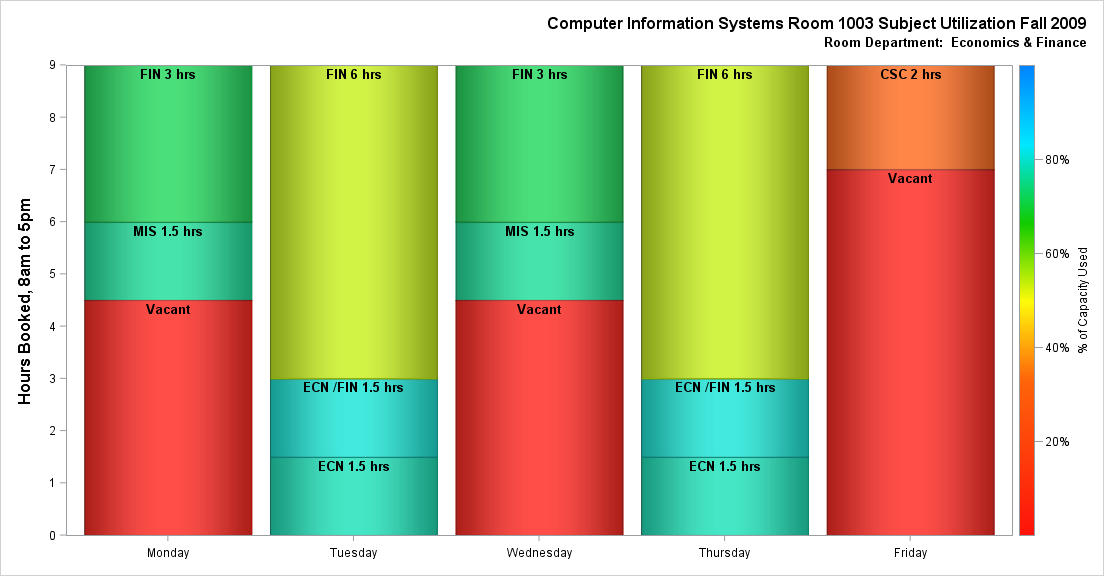 Computer Information Systems Room 1003 Subject Utilization Fall 2009
Room Department:  Economics & Finance
Hours Booked, 8am to 5pm
9
8
7
6
5
4
3
2
1
0
FIN 3 hrs
MIS 1.5 hrs
Vacant
FIN 6 hrs
ECN /FIN 1.5 hrs
ECN 1.5 hrs
FIN 3 hrs
MIS 1.5 hrs
Vacant
FIN 6 hrs
ECN /FIN 1.5 hrs
ECN 1.5 hrs
CSC 2 hrs
Vacant
Monday
Tuesday
Wednesday
Thursday
Friday
80%
60%
40%
20%
% of Capacity Used